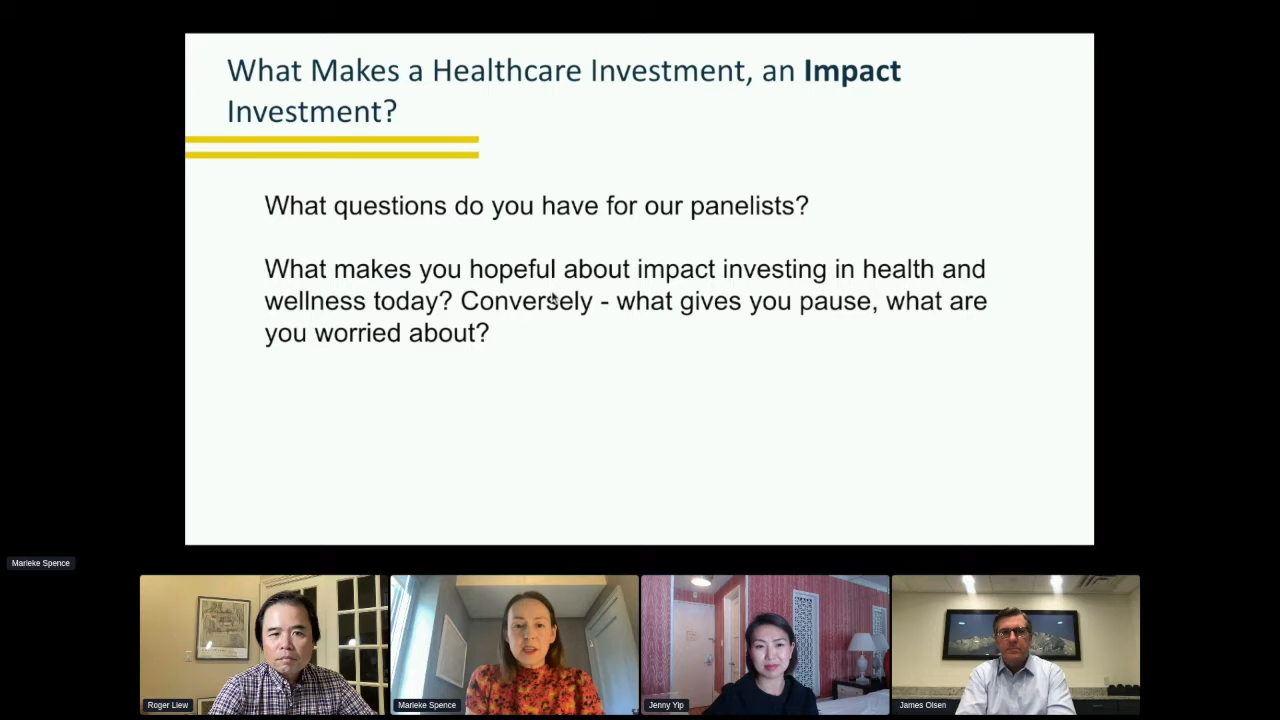 What Makes a Healthcare Investment, an Impact
Investment?
What questions do you have for our panelists?
What makes you hopeful about impact investing in health and
wellness today? Conversely - what gives you pause, what are
you worried about?
Marieke Spence
Roger Liew
Marieke Spence
Jenny Yip
James Olsen